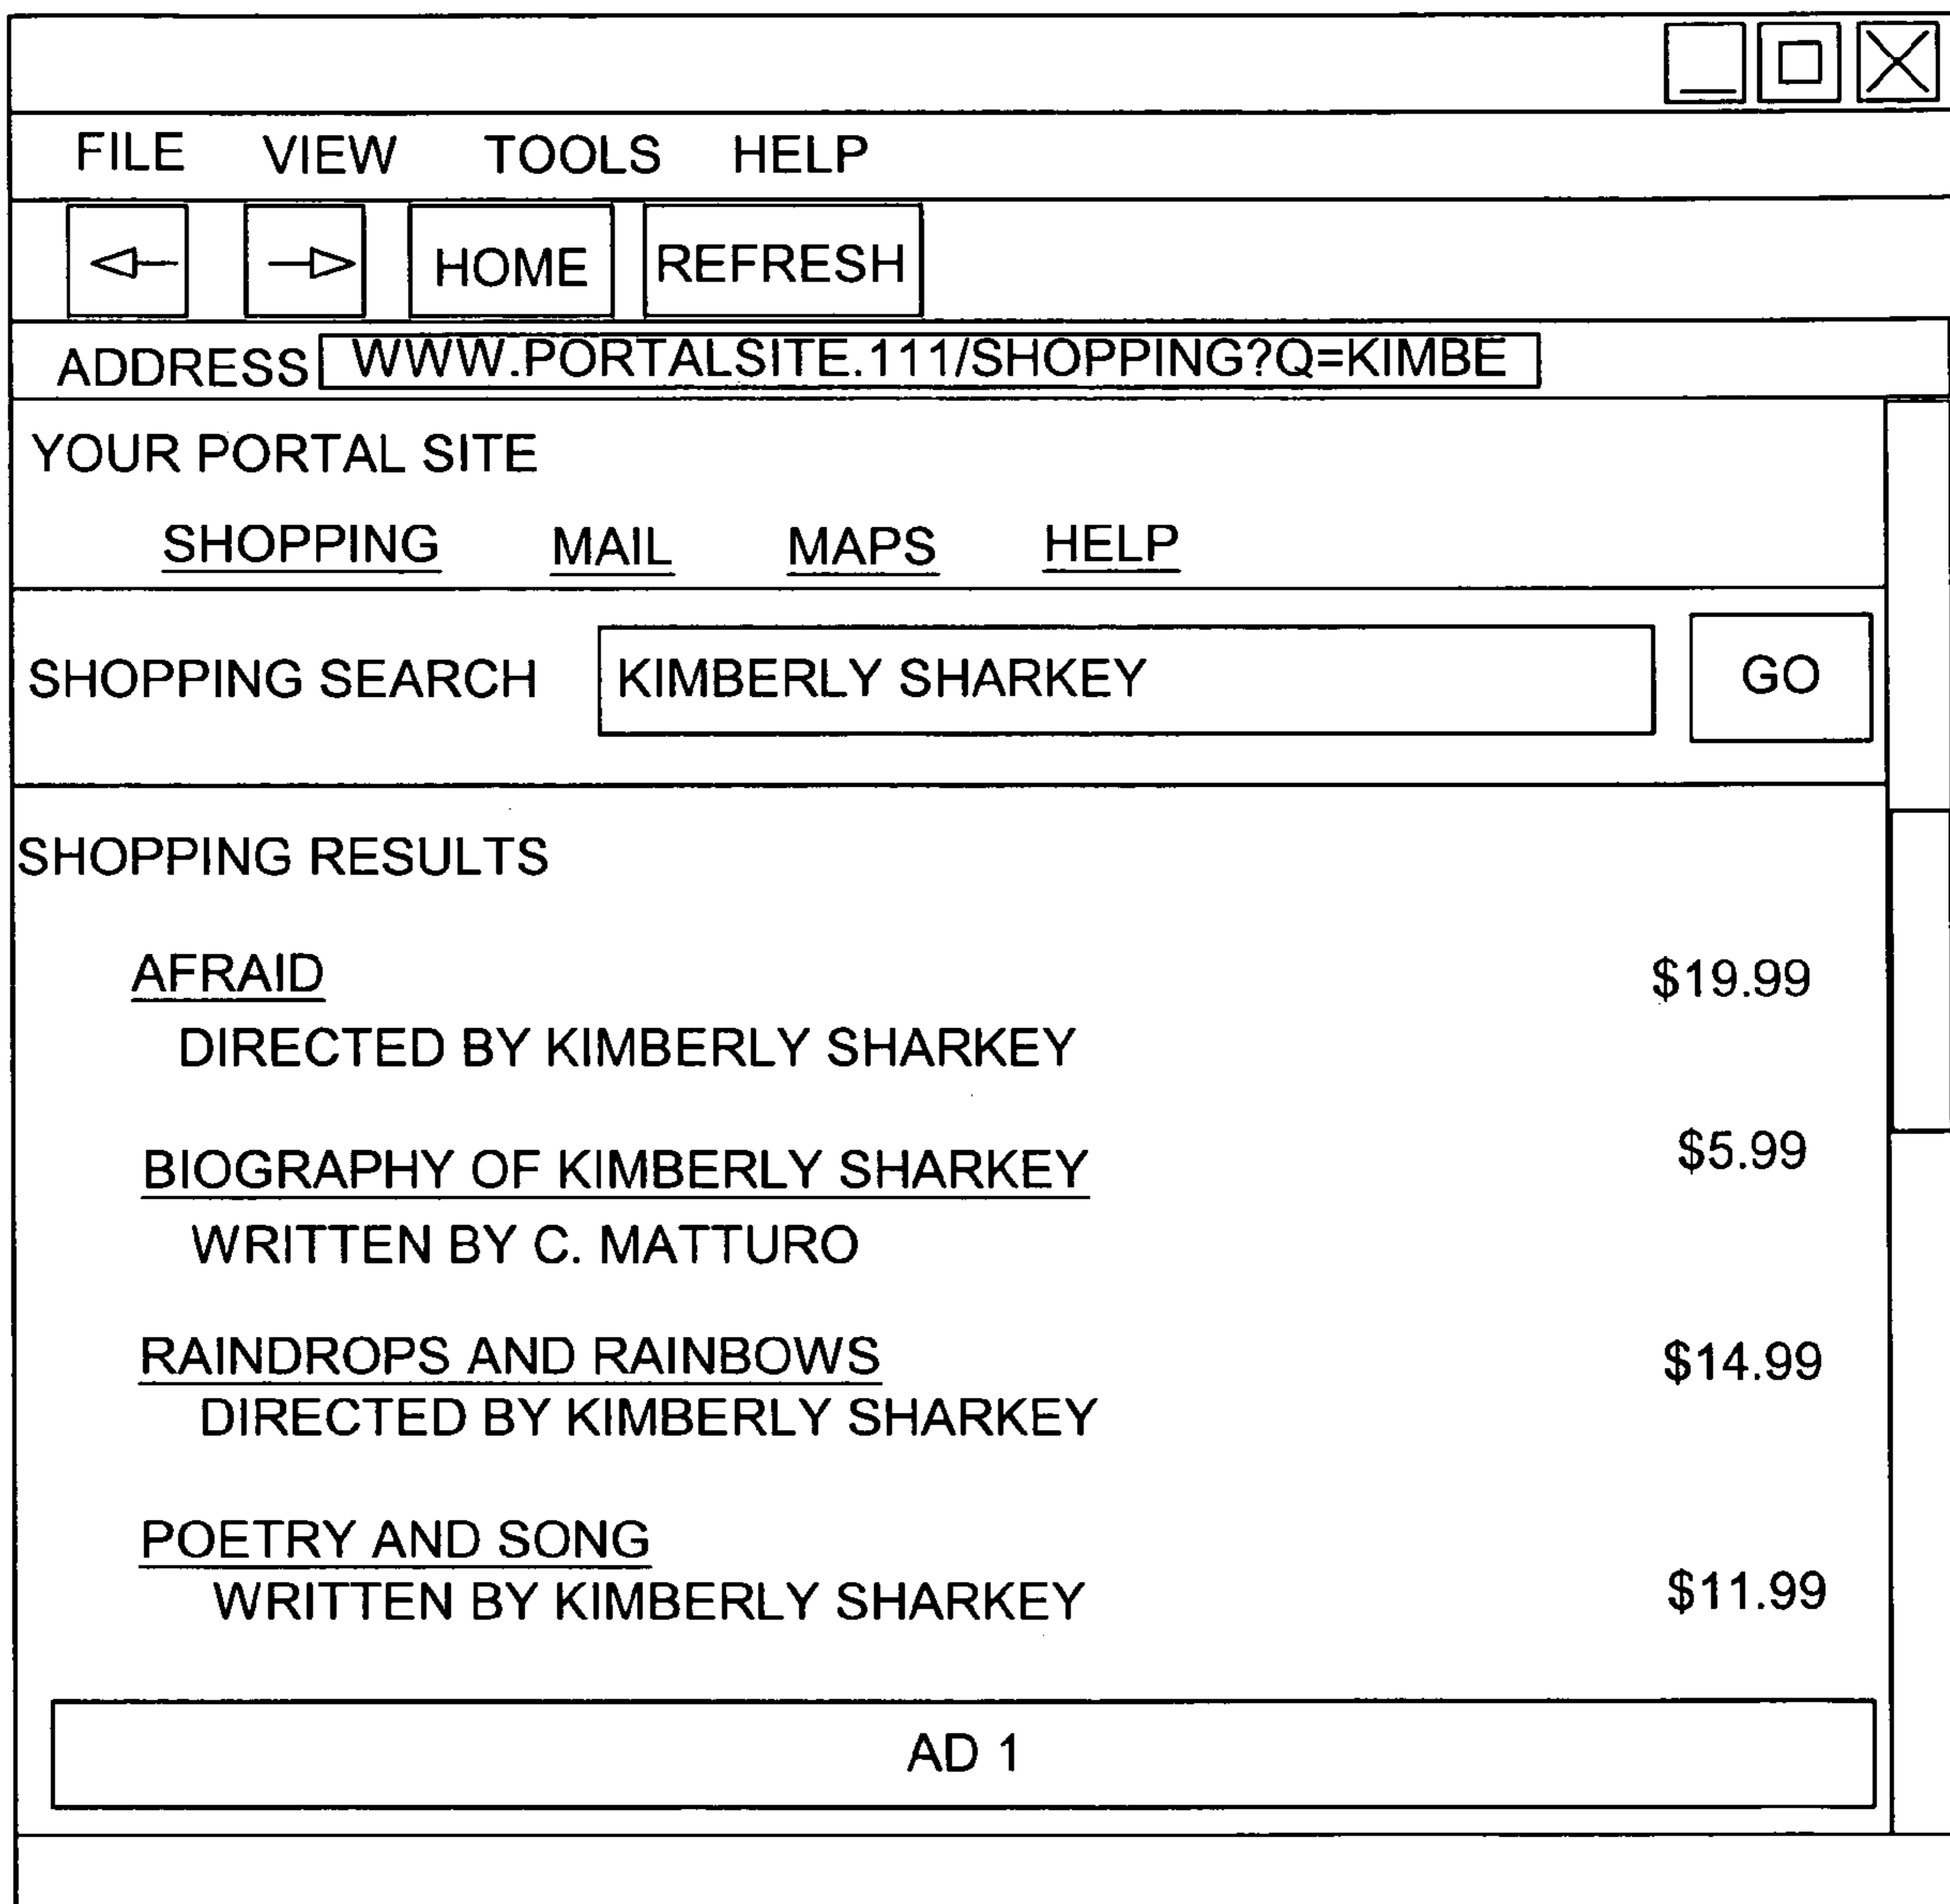 FILE VIEW TOOLS HELP
HOME REFRESH
ADDRESS WWW.PORTALSITE.111/SHOPPING?Q=KIMBE
YOUR PORTAL SITE
SHOPPING MAIL MAPS HELP
SHOPPING SEARCH KIMBERLY SHARKEY GO
SHOPPING RESULTS
AFRAID $19.99
DIRECTED BY KIMBERLY SHARKEY
BIOGRAPHY OF KIMBERLY SHARKEY $5.99
WRITTEN BY C. MATTURO
RAINDROPS AND RAINBOWS $14.99
DIRECTED BY KIMBERLY SHARKEY
POETRY AND SONG
WRITTEN BY KIMBERLY SHARKEY $11.99
AD 1